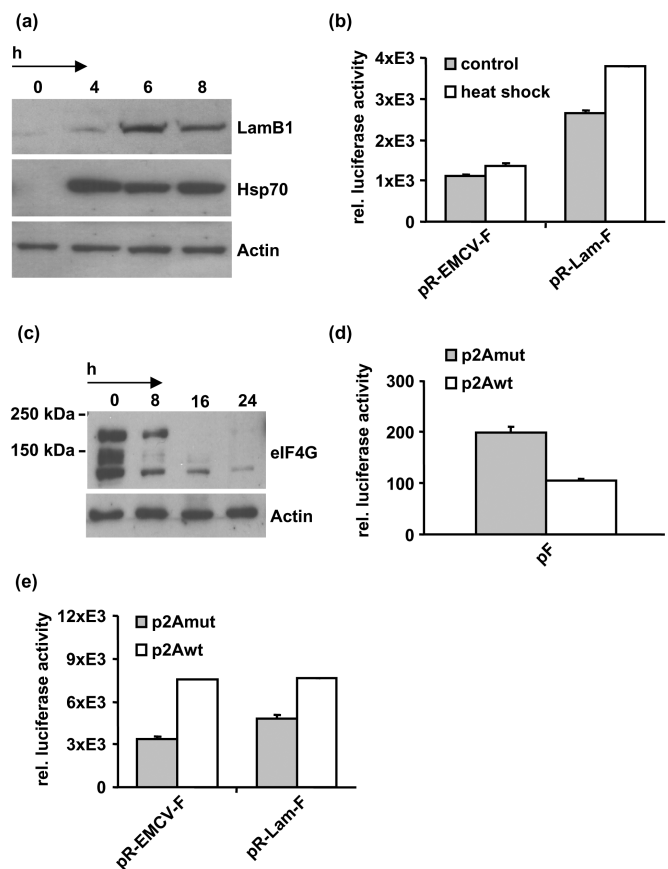 (a)
h
0 4 6 8
LamB1
Hsp70
Actin
(b)
rel. luciferase activity
4xE3
3xE3
2xE3
1xE3
0
control
heat shock
pR-EMCV-F
pR-Lam-F
(c)
h
0 8 16 24
250 kDa
150 kDa
eIF4G
Actin
(d)
p2Amut
p2Awt
rel. luciferase activity
300
200
100
0
pF
(e)
rel. luciferase activity
12xE3
9xE3
6xE3
3xE3
0
p2Amut
p2Awt
pR-EMCV-F
pR-Lam-F